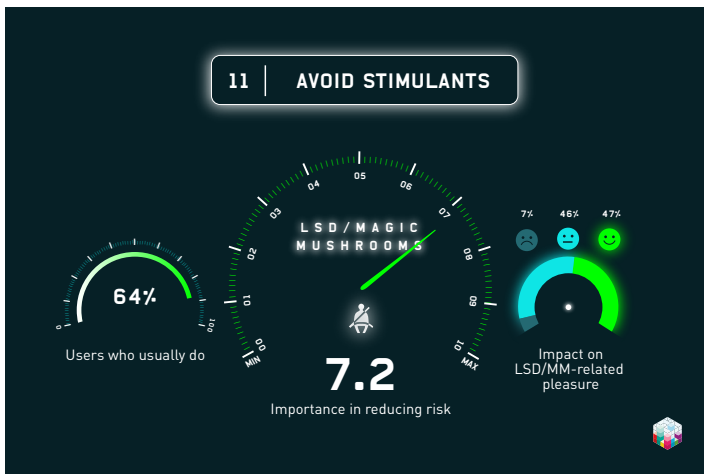 11 AVOID STIMULANTS
LSD/MAGIC
MUSHROOMS
00
01
02
03
04
05
06
07
08
09
10
MIN
MAX
7.2
Importance in reducing risk
0
100
64%
Users who usually do
7% 46% 47%
Impact on
LSD/MM-related
pleasure